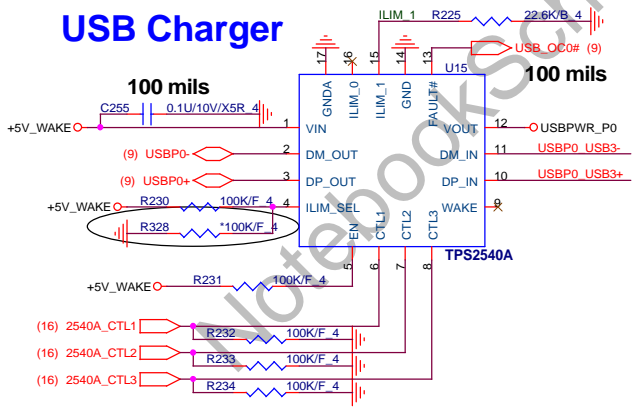 USB Charger
ILIM_1 R225 22.6K/B_4
USB_OC0# (9)
17 16 15 14 13
U15
100 mils
100 mils
C255 0.1U/10V/X5R_4
GNDA ILIM_0 ILIM_1 GND FAULT#
+5V_WAKE 1 VIN VOUT 12 USBPWR_P0
(9) USBP0- 2 DM_OUT DM_IN 11 USBP0_USB3-
(9) USBP0+ 3 DP_OUT DP_IN 10 USBP0_USB3+
+5V_WAKE R230 100K/F_4 4 ILIM_SEL WAKE 9
R328 *100K/F_4
EN CTL1 CTL2 CTL3
TPS2540A
5 6 7 8
+5V_WAKE R231 100K/F_4
(16) 2540A_CTL1
R232 100K/F_4
(16) 2540A_CTL2
R233 100K/F_4
(16) 2540A_CTL3
R234 100K/F_4